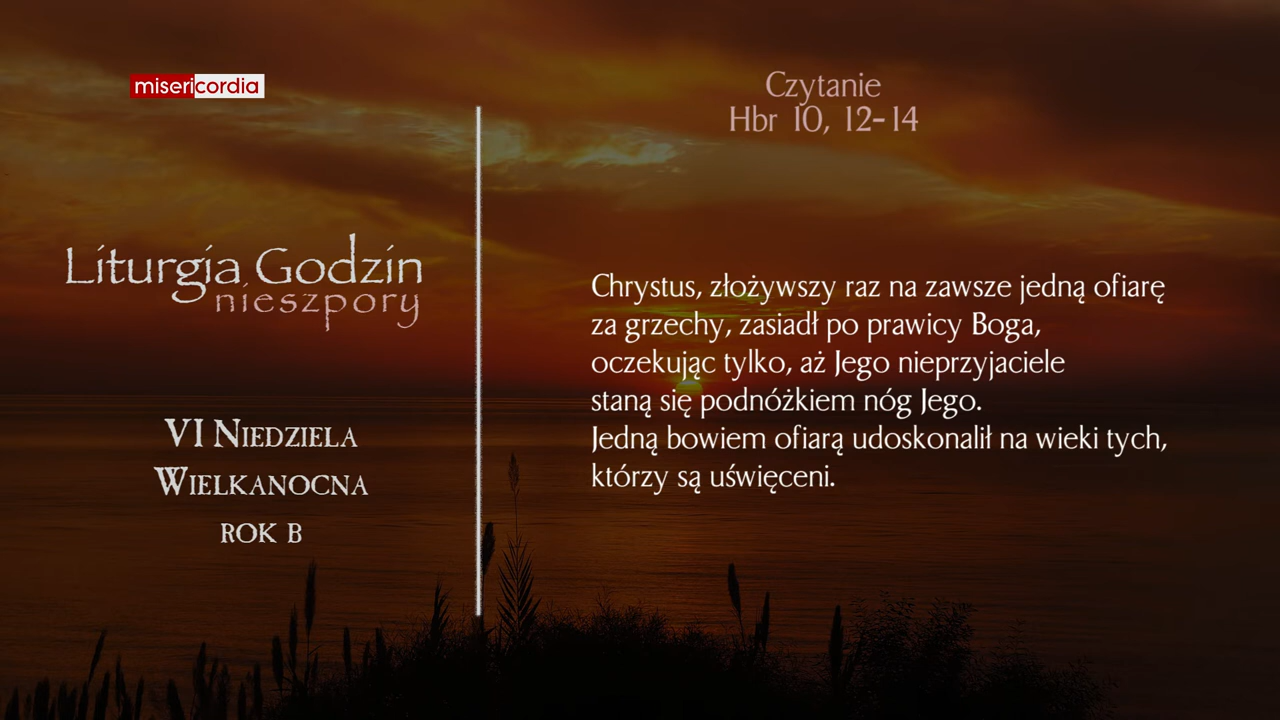 misericordia
Liturgia Godzin
nieszpory
VI Niedziela
Wielkanocna
rok B
Czytanie
Hbr 10, 12-14
Chrystus, złożywszy raz na zawsze jedną ofiarę
za grzechy, zasiadł po prawicy Boga,
oczekując tylko, aż Jego nieprzyjaciele
staną się podnóżkiem nóg Jego.
Jedną bowiem ofiarą udoskonalił na wieki tych,
którzy są uświęceni.